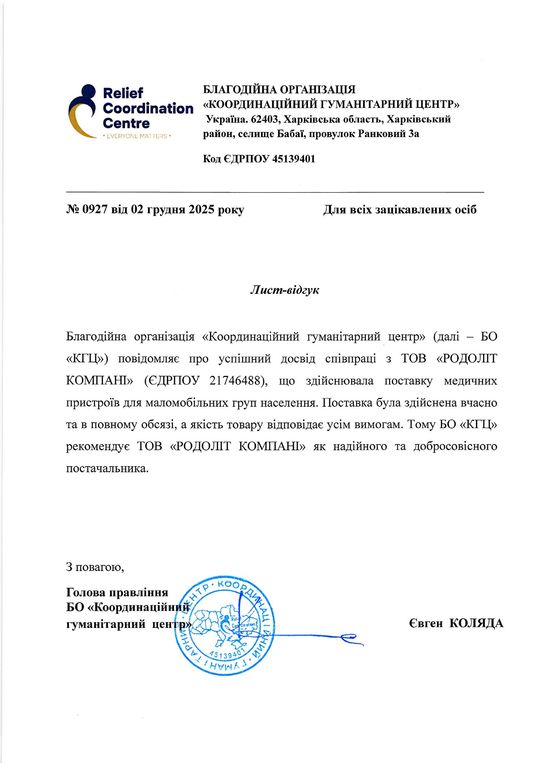 Relief
Coordination
Centre
• EVERYONE MATTERS •
БЛАГОДІЙНА ОРГАНІЗАЦІЯ
«КООРДИНАЦІЙНИЙ ГУМАНІТАРНИЙ ЦЕНТР»
Україна. 62403, Харківська область, Харківський
район, селище Бабаї, провулок Ранковий 3а
Код ЄДРПОУ 45139401
№ 0927 від 02 грудня 2025 року Для всіх зацікавлених осіб
Лист-відгук
Благодійна організація «Координаційний гуманітарний центр» (далі – БО
«КГЦ») повідомляє про успішний досвід співпраці з ТОВ «РОДОЛІТ
КОМПАНІ» (ЄДРПОУ 21746488), що здійснювала поставку медичних
пристроїв для маломобільних груп населення. Поставка була здійснена вчасно
та в повному обсязі, а якість товару відповідає усім вимогам. Тому БО «КГЦ»
рекомендує ТОВ «РОДОЛІТ КОМПАНІ» як надійного та добросовісного
постачальника.
З повагою,
Голова правління
БО «Координаційний
гуманітарний центр»
Євген КОЛЯДА
КООРДИНАЦІЙНИЙ ГУМАНІТАРНИЙ ЦЕНТР
45139401